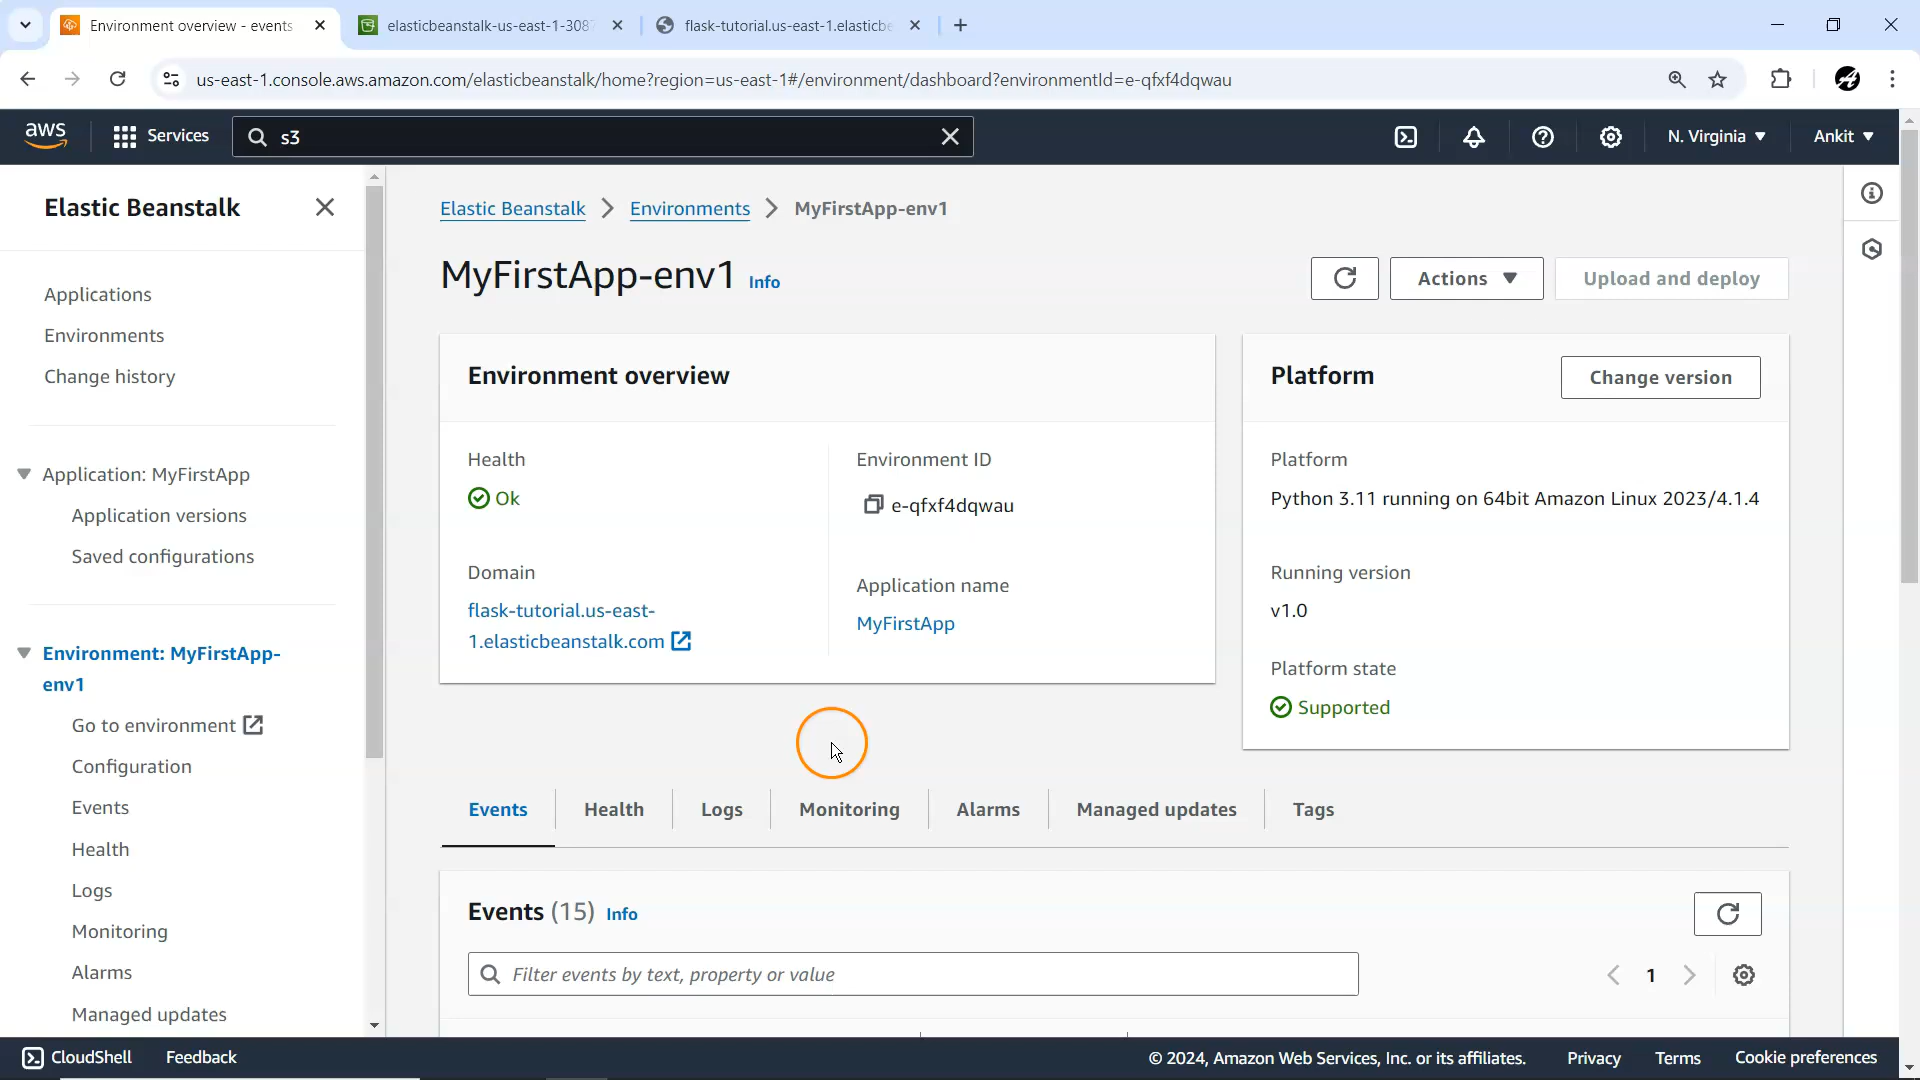 Environment overview - events
elasticbeanstalk-us-east-1-308
flask-tutorial.us-east-1.elasticbe
us-east-1.console.aws.amazon.com/elasticbeanstalk/home?region=us-east-1#/environment/dashboard?environmentId=e-qfxf4dqwau
aws
Services
s3
N. Virginia
Ankit
Elastic Beanstalk
Applications
Environments
Change history
Application: MyFirstApp
Application versions
Saved configurations
Environment: MyFirstApp-
env1
Go to environment
Configuration
Events
Health
Logs
Monitoring
Alarms
Managed updates
Elastic Beanstalk > Environments > MyFirstApp-env1
MyFirstApp-env1 Info
Actions
Upload and deploy
Environment overview
Health
Ok
Domain
flask-tutorial.us-east-
1.elasticbeanstalk.com
Environment ID
e-qfxf4dqwau
Application name
MyFirstApp
Platform
Change version
Platform
Python 3.11 running on 64bit Amazon Linux 2023/4.1.4
Running version
v1.0
Platform state
Supported
Events
Health
Logs
Monitoring
Alarms
Managed updates
Tags
Events (15) Info
Filter events by text, property or value
1
CloudShell
Feedback
© 2024, Amazon Web Services, Inc. or its affiliates.
Privacy
Terms
Cookie preferences